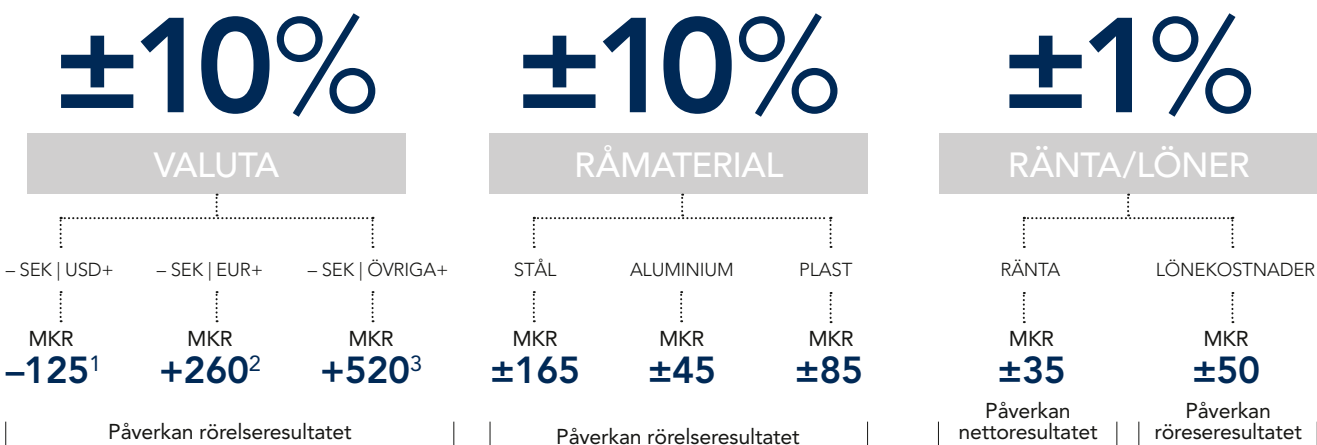 ±10%
VALUTA
– SEK | USD+ – SEK | EUR+ – SEK | ÖVRIGA+
MKR MKR MKR
–125¹ +260² +520³
Påverkan rörelseresultatet
±10%
RÅMATERIAL
STÅL ALUMINIUM PLAST
MKR MKR MKR
±165 ±45 ±85
Påverkan rörelseresultatet
±1%
RÄNTA/LÖNER
RÄNTA LÖNEKOSTNADER
MKR MKR
±35 ±50
Påverkan
nettoresultatet
Påverkan
röreseresultatet